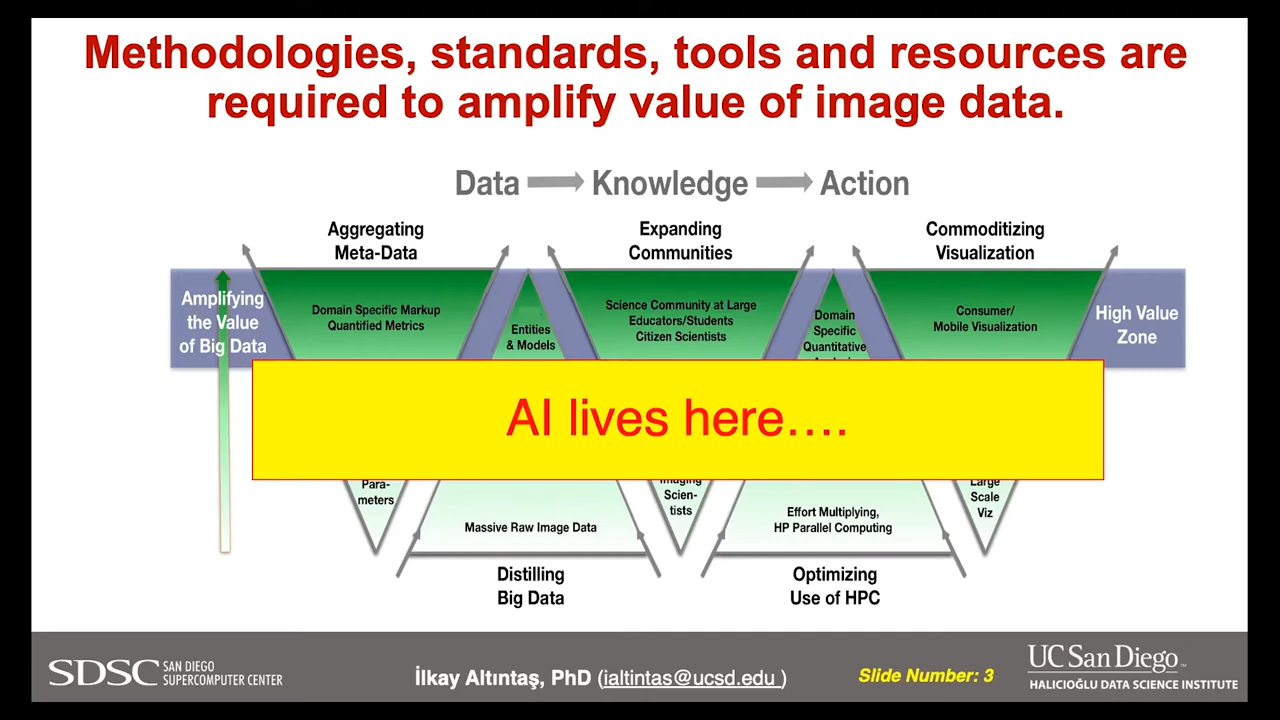 Methodologies, standards, tools and resources are
required to amplify value of image data.
Data
Knowledge
Action
Aggregating
Meta-Data
Expanding
Communities
Commoditizing
Visualization
Amplifying
the Value
of Big Data
Domain Specific Markup
Quantified Metrics
Entities
& Models
Science Community at Large
Educators/Students
Citizen Scientists
Domain
Specific
Quantitative
Consumer/
Mobile Visualization
High Value
Zone
AI lives here....
Para-
meters
Massive Raw Image Data
Imaging
Scien-
tists
Effort Multiplying,
HP Parallel Computing
Large
Scale
Viz
Distilling
Big Data
Optimizing
Use of HPC
SDSC
SAN DIEGO
SUPERCOMPUTER CENTER
İlkay Altıntaş, PhD (ialtintas@ucsd.edu )
Slide Number: 3
UC San Diego
HALICIOĞLU DATA SCIENCE INSTITUTE